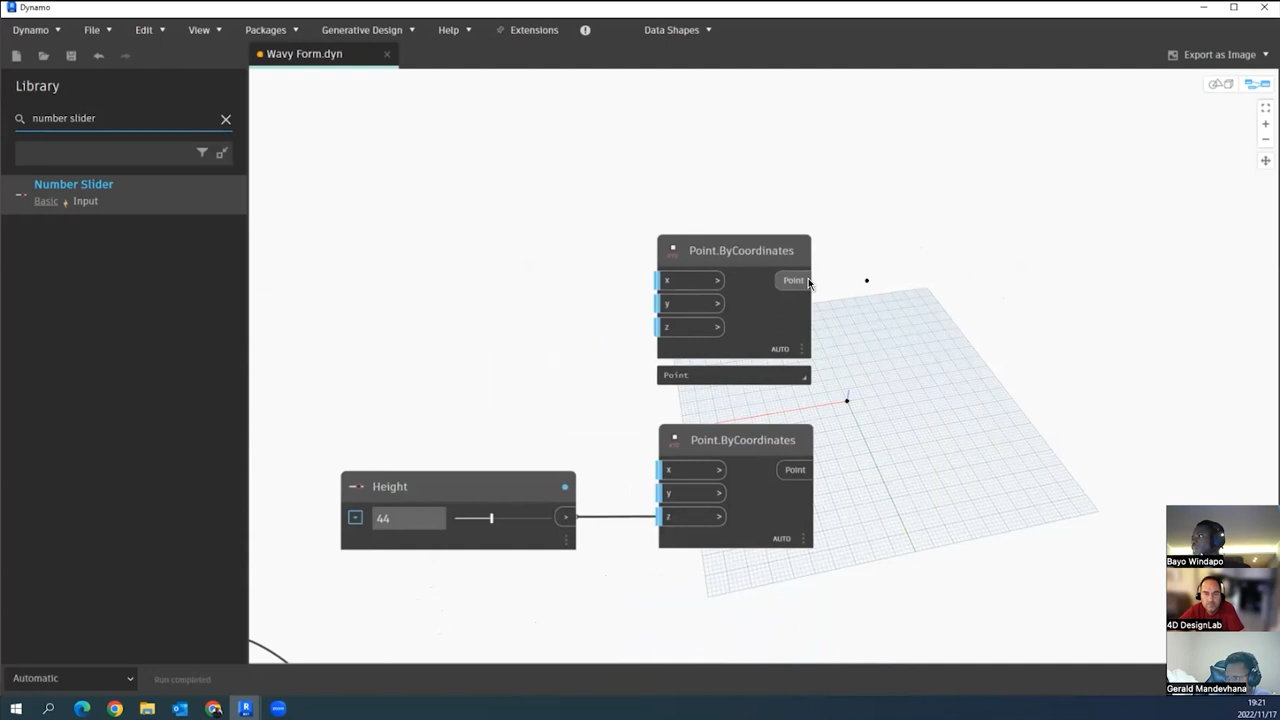 Dynamo
Dynamo File Edit View Packages Generative Design Help Extensions Data Shapes
Wavy Form.dyn
Export as Image
Library
number slider
Number Slider
Basic Input
Point.ByCoordinates
x > Point
y >
z >
AUTO
Point
Point.ByCoordinates
x > Point
y >
z >
AUTO
Height
44 >
Bayo Windapo
4D DesignLab
Gerald Mandevhana
Automatic
Run completed
19:21
2022/11/17